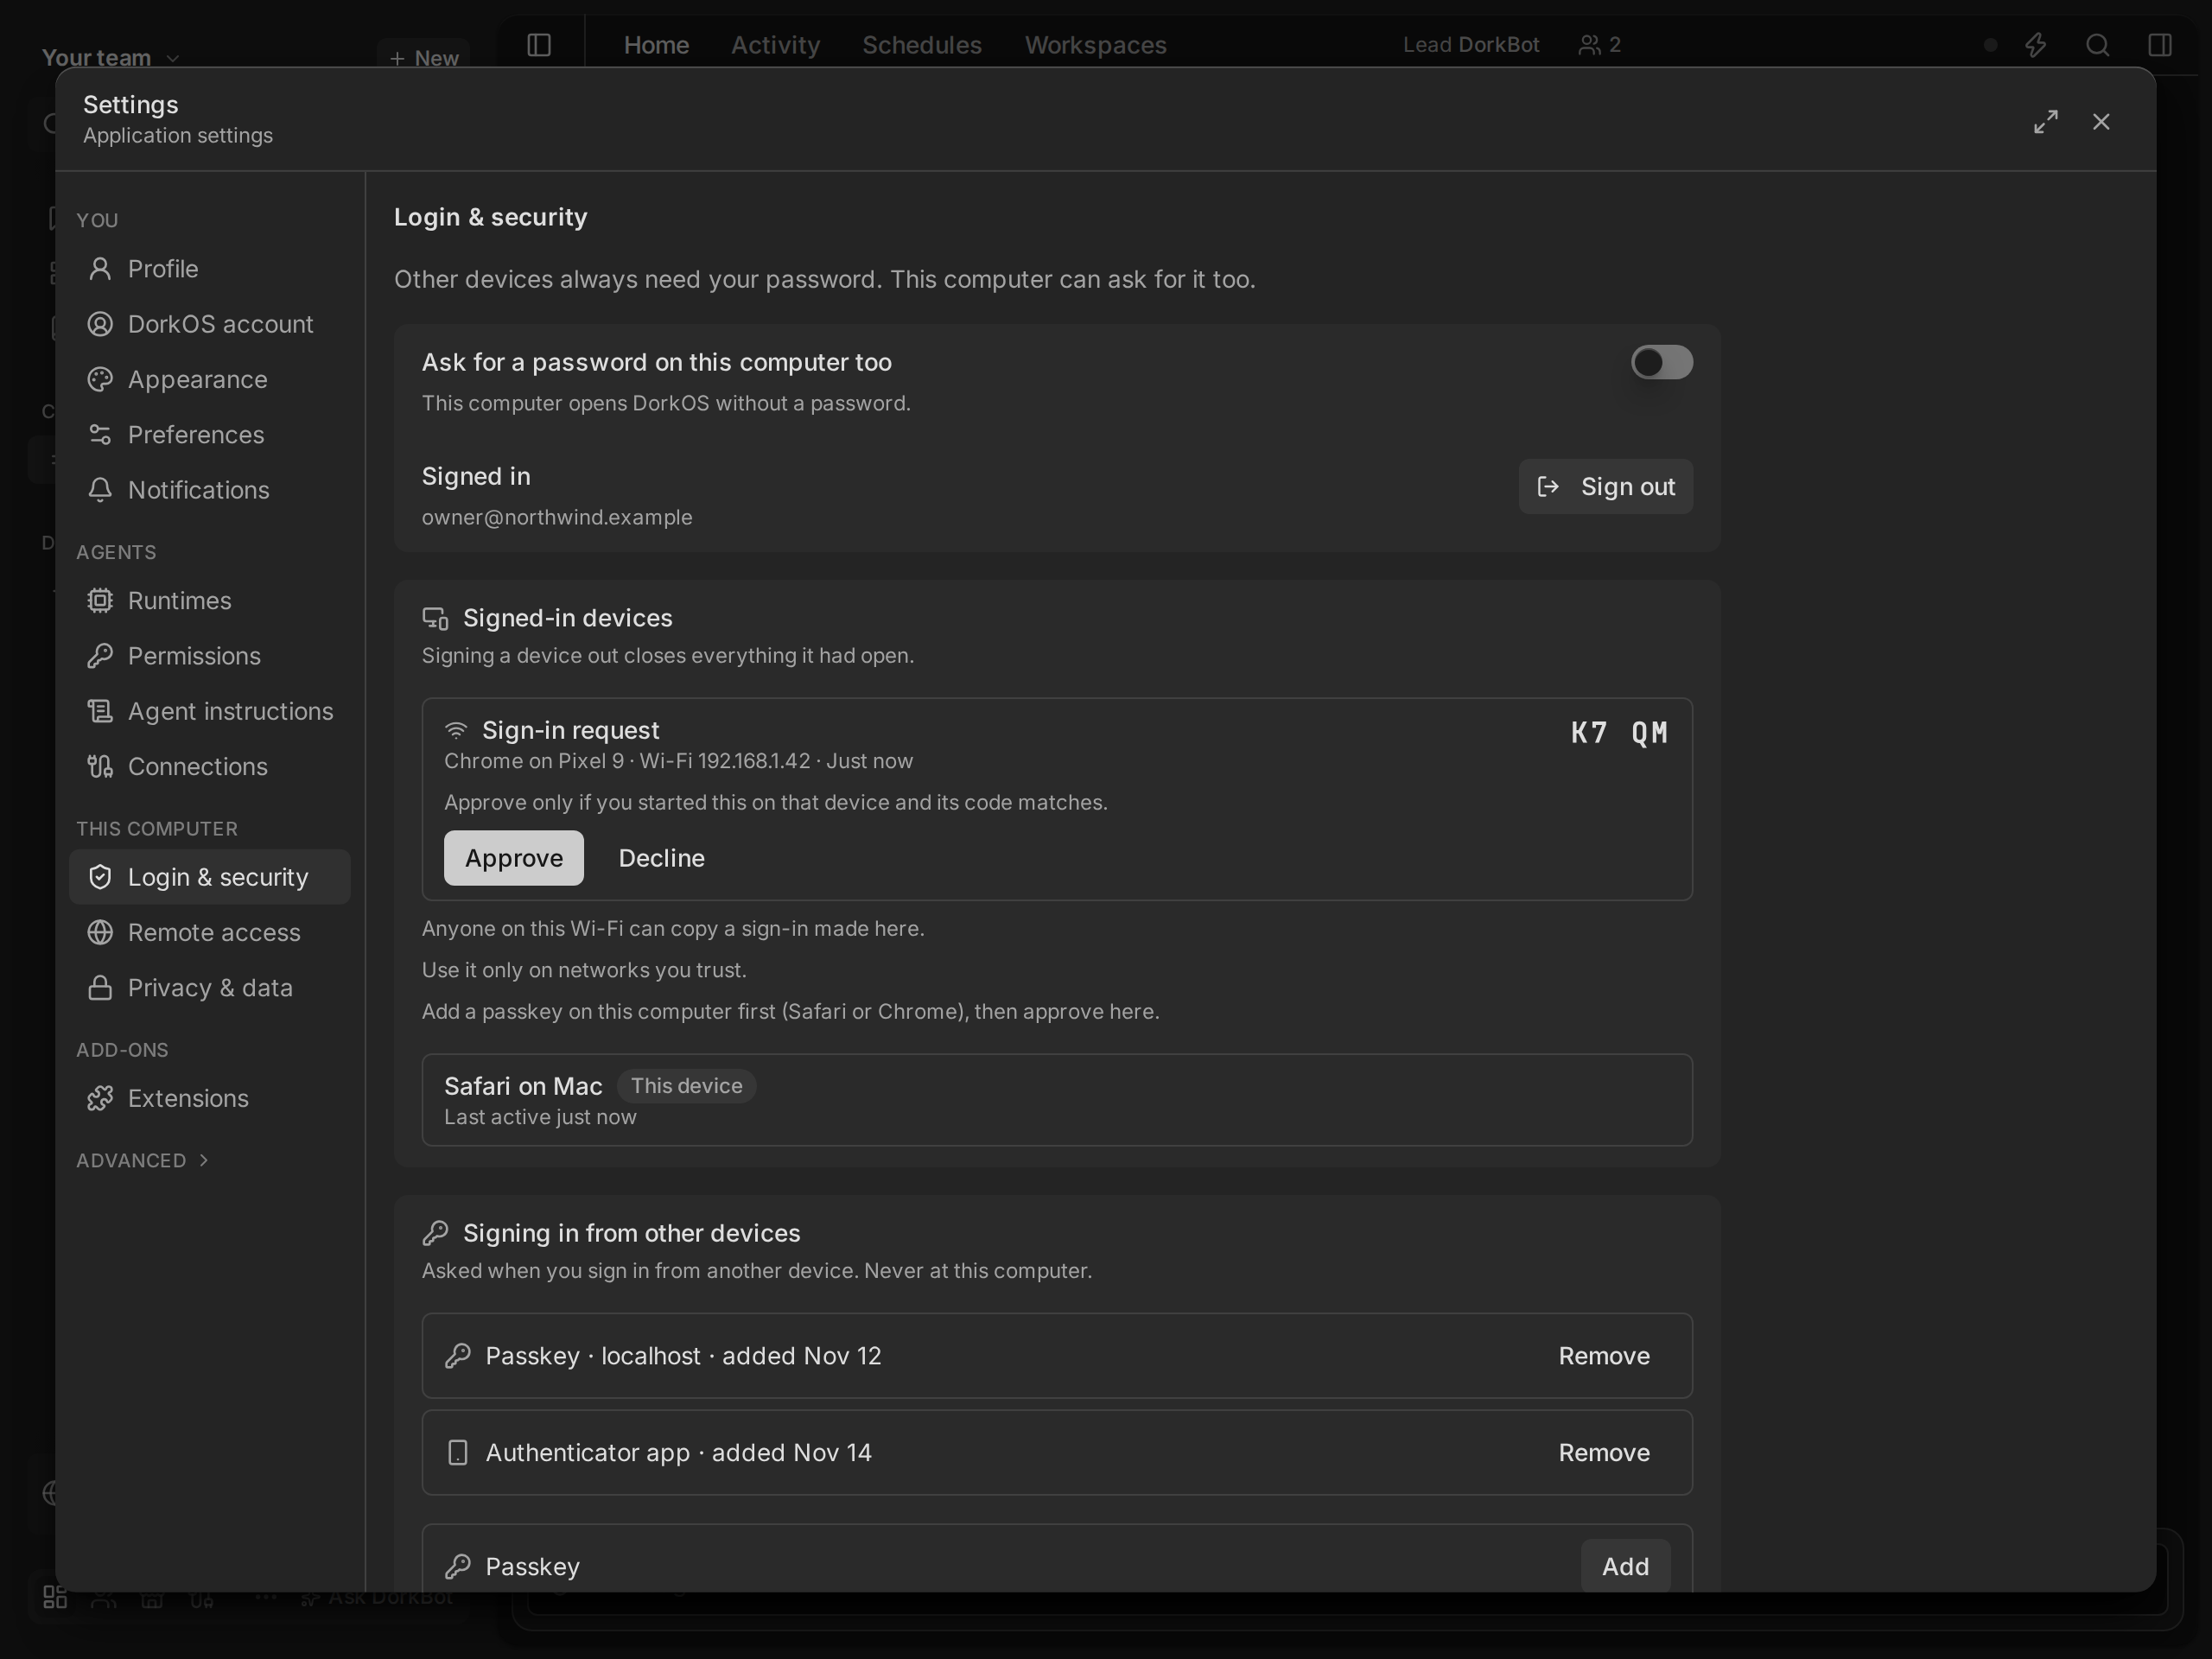 Your team
New
Home
Activity
Schedules
Workspaces
Lead DorkBot
2
Settings
Application settings
YOU
Profile
DorkOS account
Appearance
Preferences
Notifications
AGENTS
Runtimes
Permissions
Agent instructions
Connections
THIS COMPUTER
Login & security
Remote access
Privacy & data
ADD-ONS
Extensions
ADVANCED
Login & security
Other devices always need your password. This computer can ask for it too.
Ask for a password on this computer too
This computer opens DorkOS without a password.
Signed in
owner@northwind.example
Sign out
Signed-in devices
Signing a device out closes everything it had open.
Sign-in request
K7 QM
Chrome on Pixel 9 · Wi-Fi 192.168.1.42 · Just now
Approve only if you started this on that device and its code matches.
Approve
Decline
Anyone on this Wi-Fi can copy a sign-in made here.
Use it only on networks you trust.
Add a passkey on this computer first (Safari or Chrome), then approve here.
Safari on Mac
This device
Last active just now
Signing in from other devices
Asked when you sign in from another device. Never at this computer.
Passkey · localhost · added Nov 12
Remove
Authenticator app · added Nov 14
Remove
Passkey
Add
Ask DorkBot